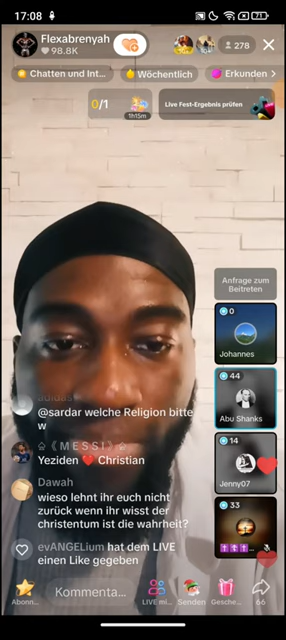 17:08
71
Flexabrenyah
98.8K
10+
278
Chatten und Int...
Wöchentlich
Erkunden
0/1
1h15m
Live Fest-Ergebnis prüfen
Anfrage zum
Beitreten
0
Johannes
44
Abu Shanks
14
Jenny07
33
adidas
@sardar welche Religion bitte
w
《 M E S S I 》
Yeziden ❤️ Christian
Dawah
wieso lehnt ihr euch nicht
zurück wenn ihr wisst der
christentum ist die wahrheit?
evANGELium hat dem LIVE
einen Like gegeben
Abonn...
Kommenta...
LIVE mi...
Senden
Gesche...
66